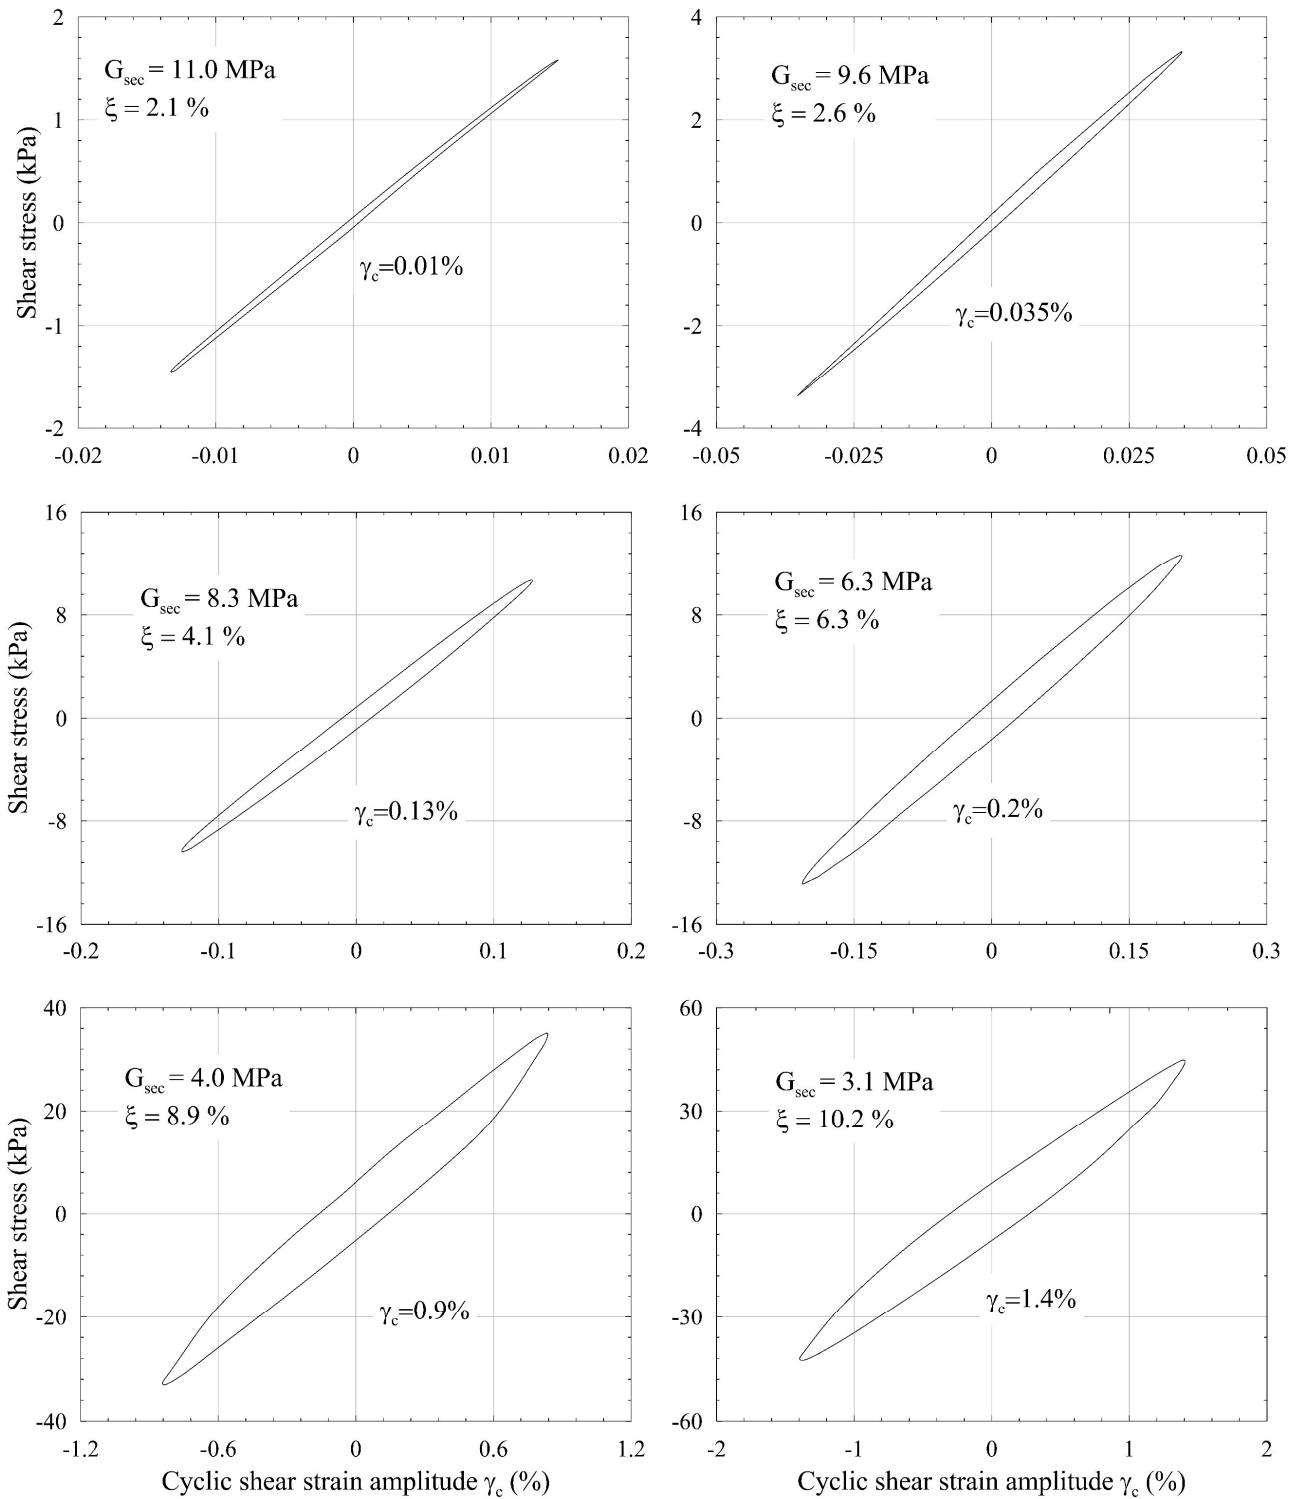 2
G_sec = 11.0 MPa
ξ = 2.1 %
1
0
-1
-2
γ_c=0.01%
-0.02 -0.01 0 0.01 0.02
Shear stress (kPa)
4
G_sec = 9.6 MPa
ξ = 2.6 %
2
0
-2
-4
γ_c=0.035%
-0.05 -0.025 0 0.025 0.05
16
G_sec = 8.3 MPa
ξ = 4.1 %
8
0
-8
-16
γ_c=0.13%
-0.2 -0.1 0 0.1 0.2
Shear stress (kPa)
16
G_sec = 6.3 MPa
ξ = 6.3 %
8
0
-8
-16
γ_c=0.2%
-0.3 -0.15 0 0.15 0.3
40
G_sec = 4.0 MPa
ξ = 8.9 %
20
0
-20
-40
γ_c=0.9%
-1.2 -0.6 0 0.6 1.2
Shear stress (kPa)
Cyclic shear strain amplitude γ_c (%)
60
G_sec = 3.1 MPa
ξ = 10.2 %
30
0
-30
-60
γ_c=1.4%
-2 -1 0 1 2
Cyclic shear strain amplitude γ_c (%)